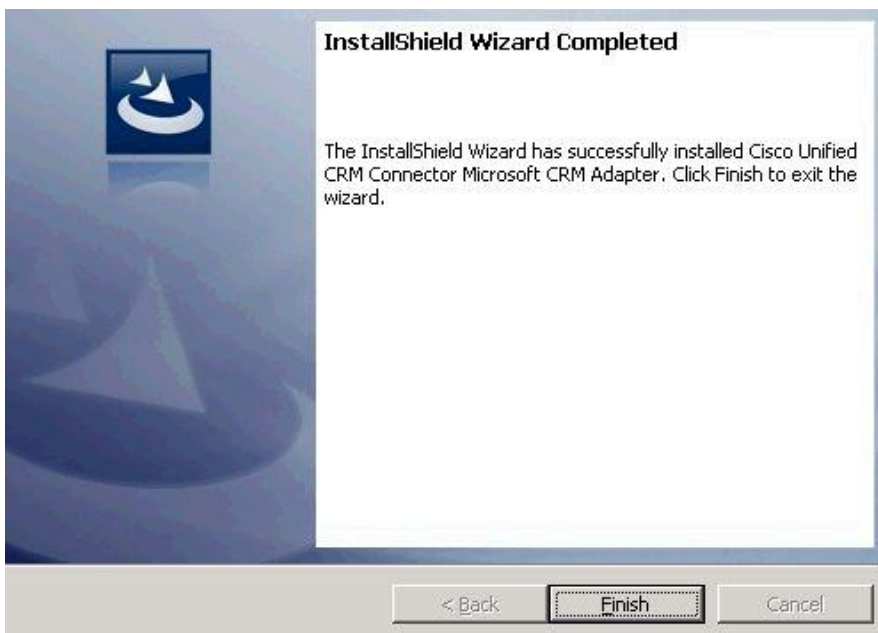 InstallShield Wizard Completed
The InstallShield Wizard has successfully installed Cisco Unified
CRM Connector Microsoft CRM Adapter. Click Finish to exit the
wizard.
< Back
Finish
Cancel